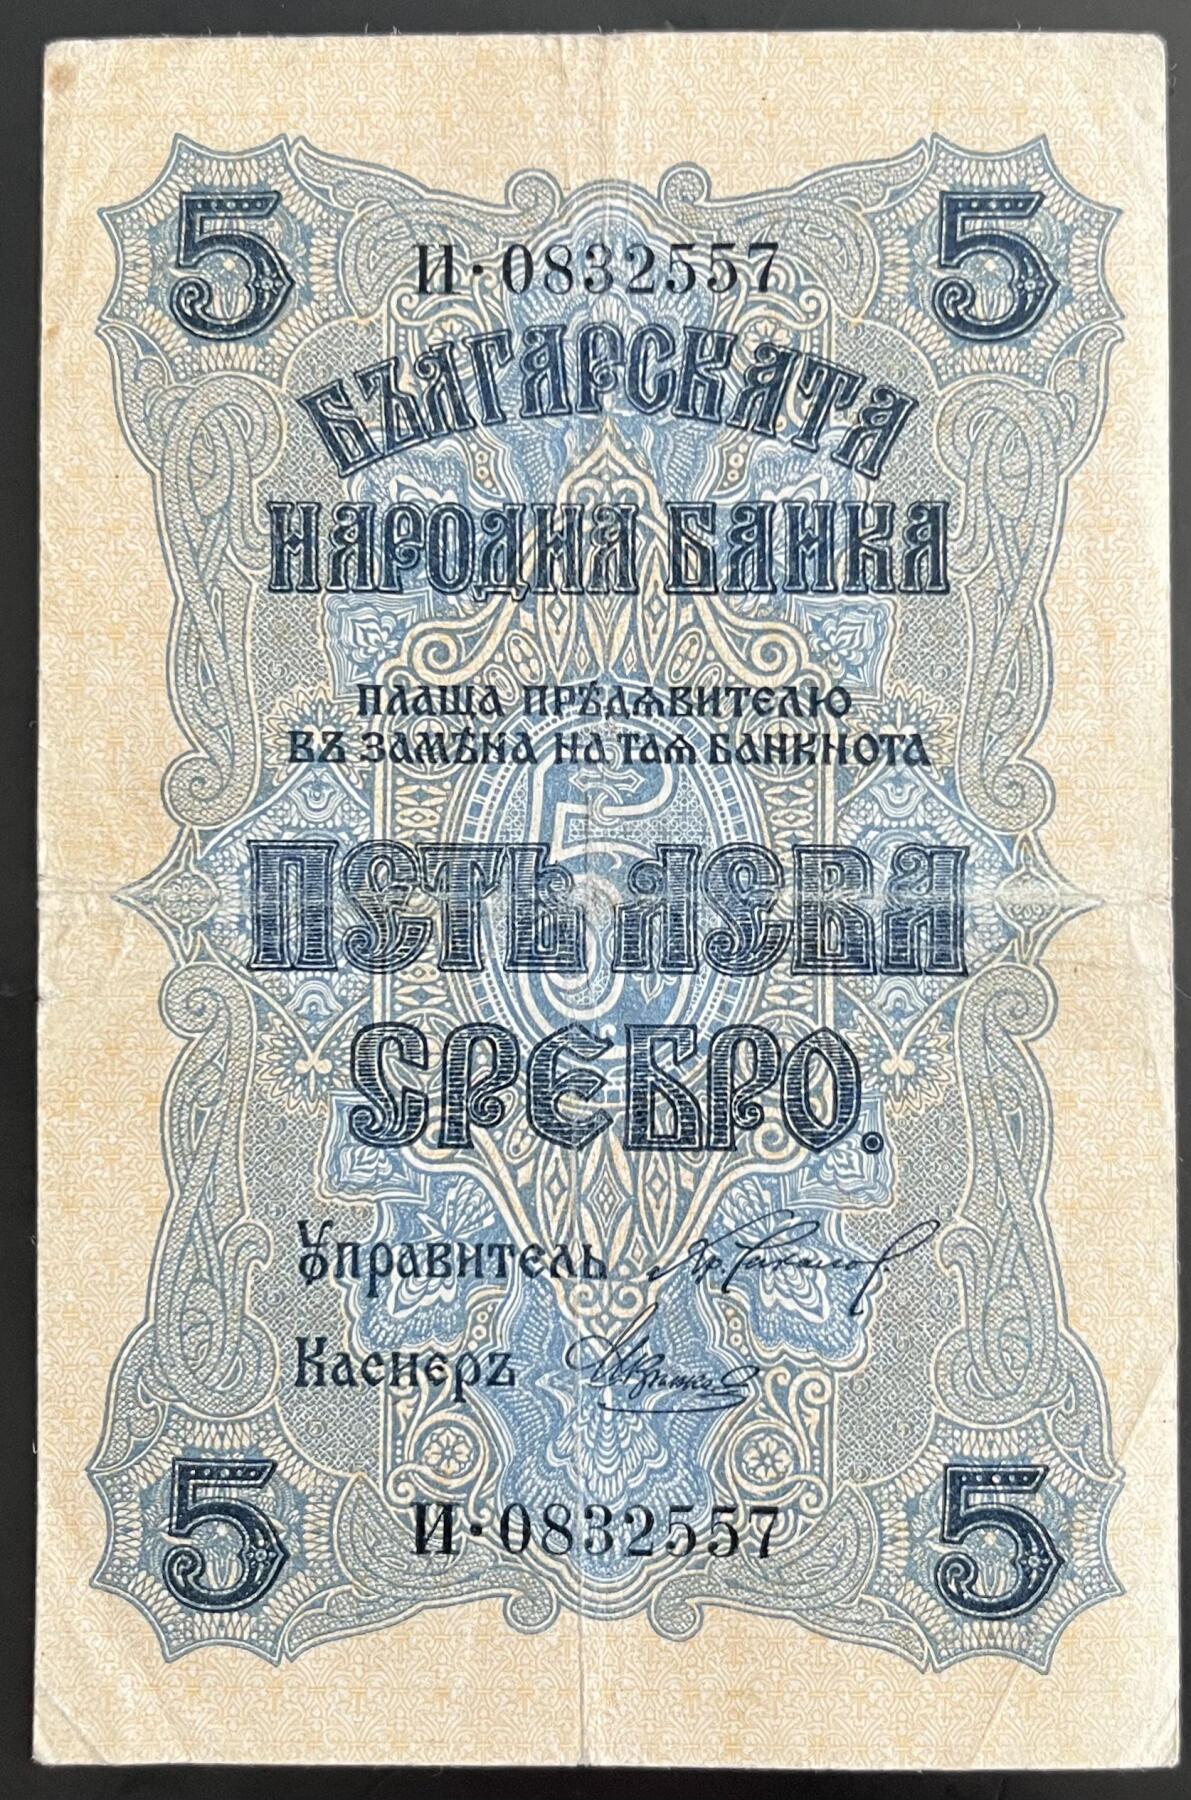 5 5
И·0832557
БЪЛГАРСКАТА
НАРОДНА БАНКА
ПЛАЩА ПРѢДЯВИТЕЛЮ
ВЪ ЗАМѢНА НА ТАЯ БАНКНОТА
5
ПЕТЬ ЛЕВА
СРЕБРО.
Управитель
Касиеръ
И·0832557
5 5